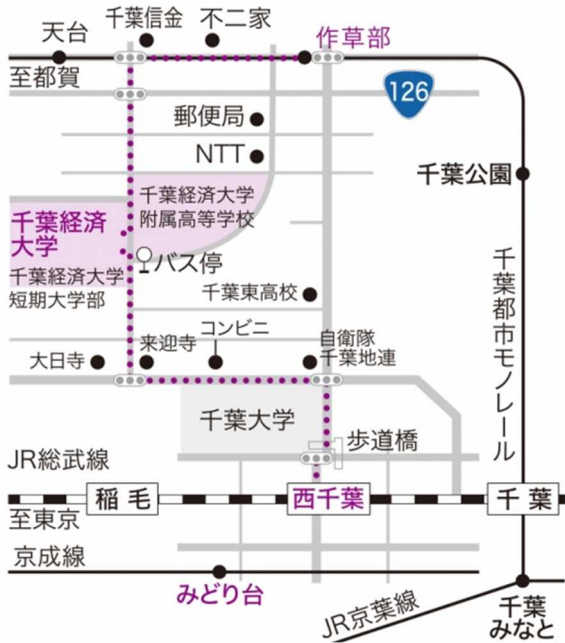 千葉信金
不二家
天台
作草部
至都賀
126
郵便局
NTT
千葉公園
千葉経済大学
附属高等学校
千葉経済
大学
バス停
千葉経済大学
短期大学部
千葉東高校
千葉都市モノレール
コンビニ
来迎寺
自衛隊
千葉地連
大日寺
千葉大学
歩道橋
JR総武線
稲毛
西千葉
千葉
至東京
京成線
みどり台
JR京葉線
千葉
みなと